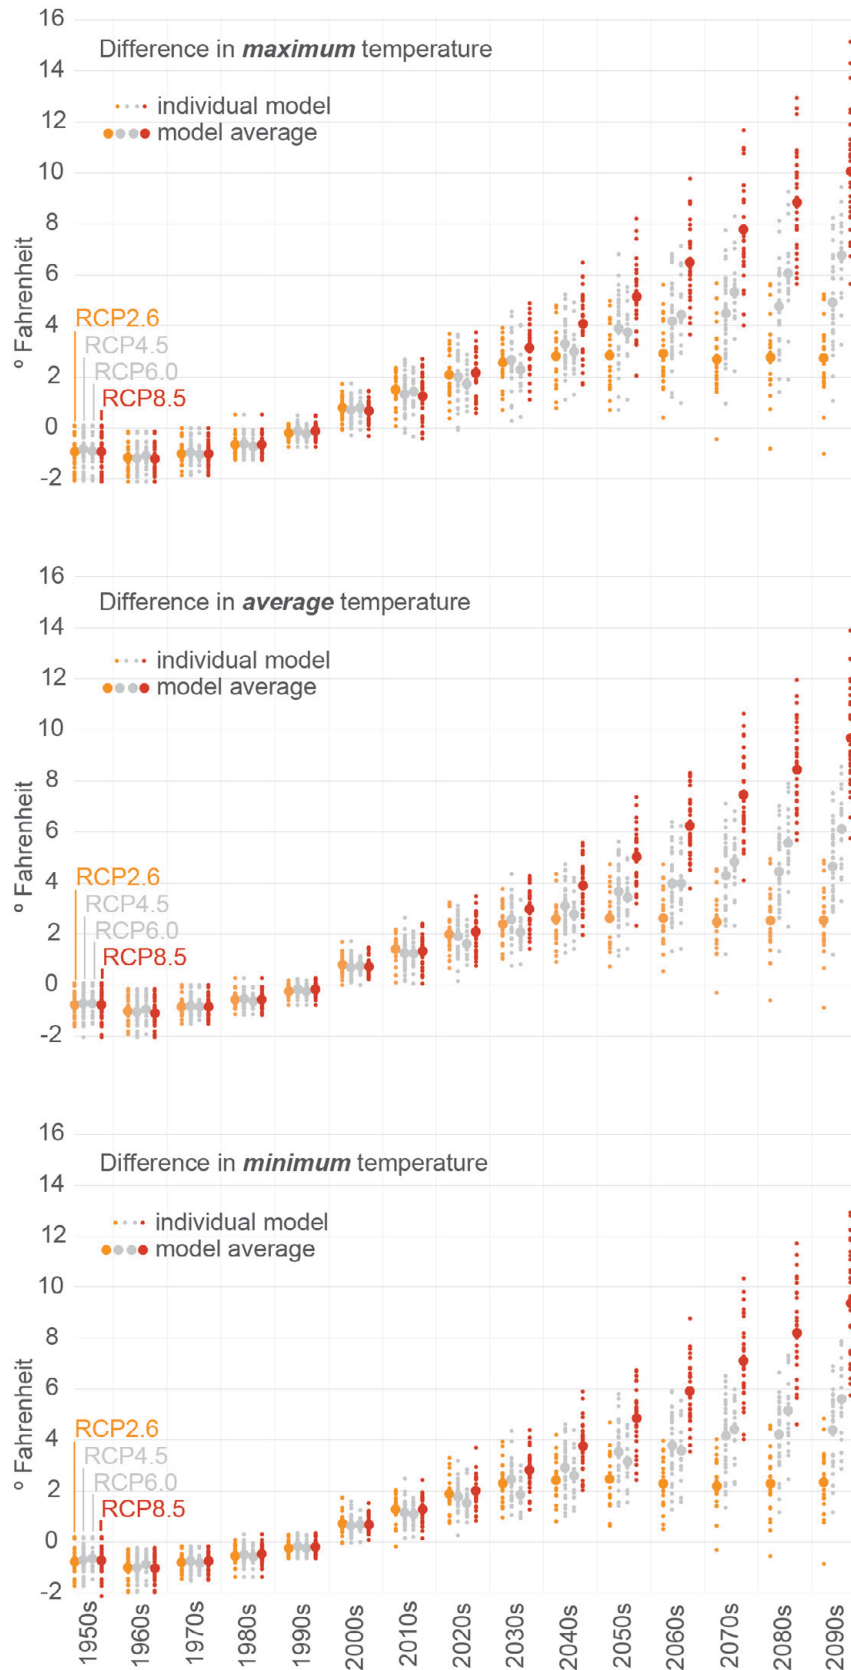 16
Difference in maximum temperature
14
individual model
12
model average
10
8
6
º Fahrenheit
4
RCP2.6
RCP4.5
2
RCP6.0
RCP8.5
0
-2
16
Difference in average temperature
14
individual model
12
model average
10
8
6
º Fahrenheit
4
RCP2.6
RCP4.5
2
RCP6.0
RCP8.5
0
-2
16
Difference in minimum temperature
14
individual model
12
model average
10
8
6
º Fahrenheit
4
RCP2.6
RCP4.5
2
RCP6.0
RCP8.5
0
-2
1950s
1960s
1970s
1980s
1990s
2000s
2010s
2020s
2030s
2040s
2050s
2060s
2070s
2080s
2090s